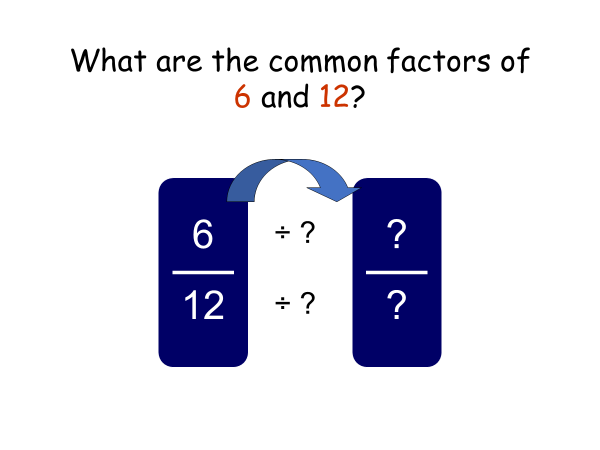 What are the common factors of
6 and 12?
6 ÷ ? ?
12 ÷ ? ?